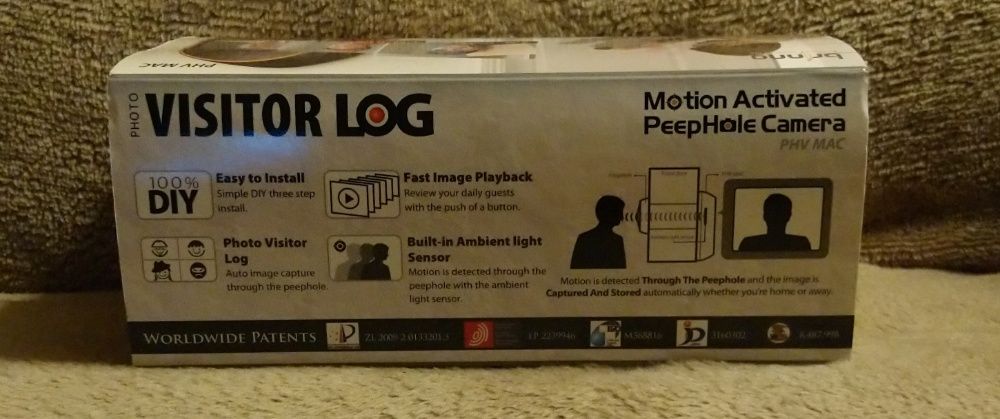 PHV MAC
brinno
PHOTO
VISITOR LOG
Motion Activated
PeepHole Camera
PHV MAC
100%
DIY
Easy to Install
Simple DIY three step
install.
Fast Image Playback
Review your daily guests
with the push of a button.
Photo Visitor
Log
Auto image capture
through the peephole.
Built-in Ambient light
Sensor
Motion is detected through the
peephole with the ambient
light sensor.
Motion is detected Through The Peephole and the image is
Captured And Stored automatically whether you're home or away.
WORLDWIDE PATENTS
ZL 2009 2 0133201.3
EP 2239946
M368816
3160302